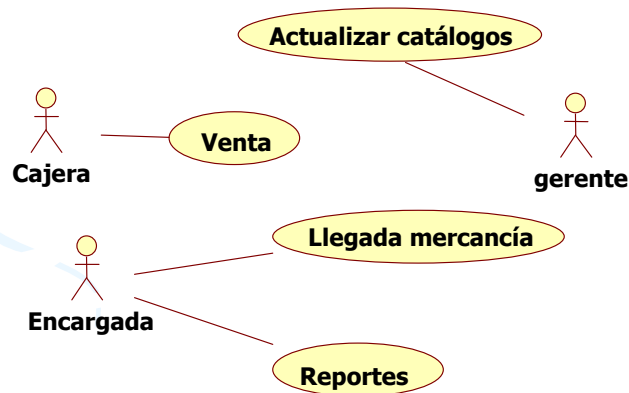 Actualizar catálogos
Venta
Cajera
gerente
Llegada mercancía
Encargada
Reportes